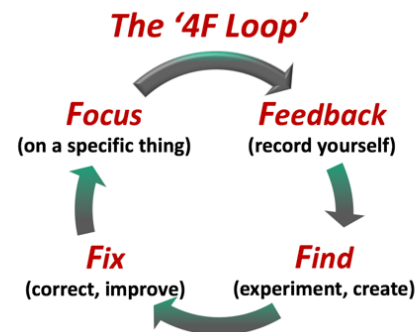 The ‘4F Loop’
Focus
(on a specific thing)
Feedback
(record yourself)
Find
(experiment, create)
Fix
(correct, improve)